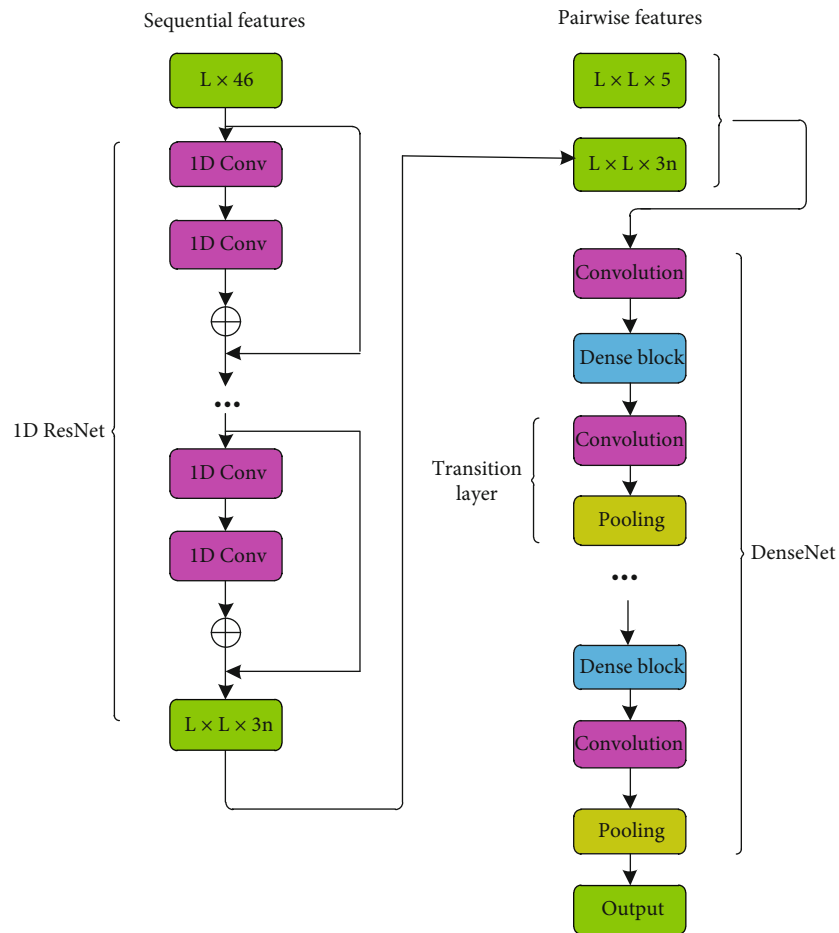 Sequential features
L × 46
1D Conv
1D Conv
...
1D ResNet
1D Conv
1D Conv
L × L × 3n
Pairwise features
L × L × 5
L × L × 3n
Convolution
Dense block
Convolution
Transition
layer
Pooling
...
DenseNet
Dense block
Convolution
Pooling
Output